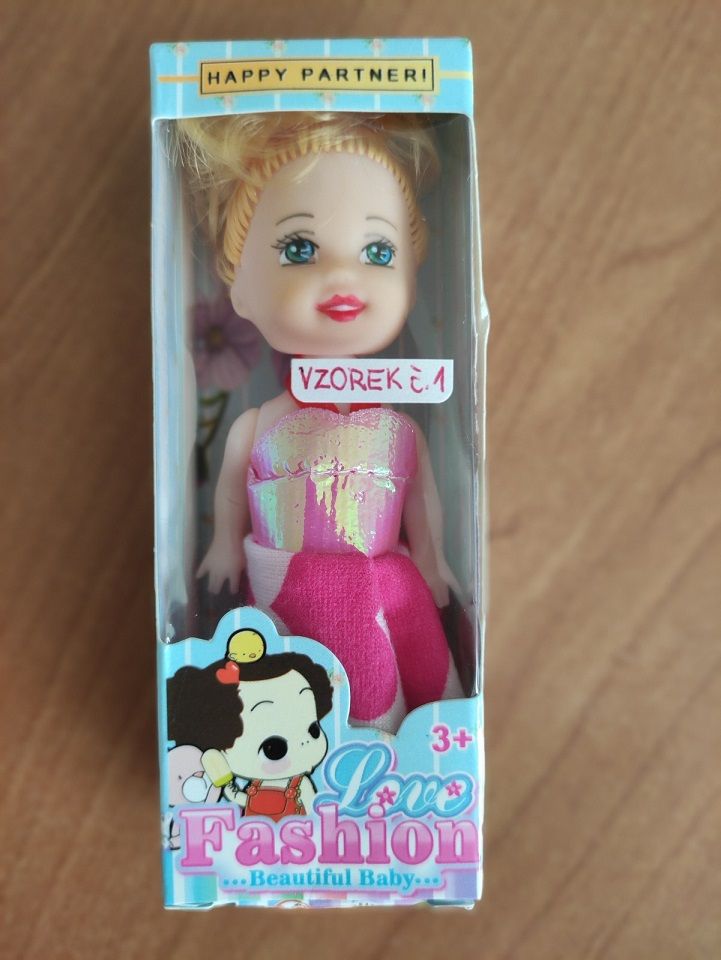 HAPPY PARTNER!
VZOREK č.1
3+
Love
Fashion
...Beautiful Baby...